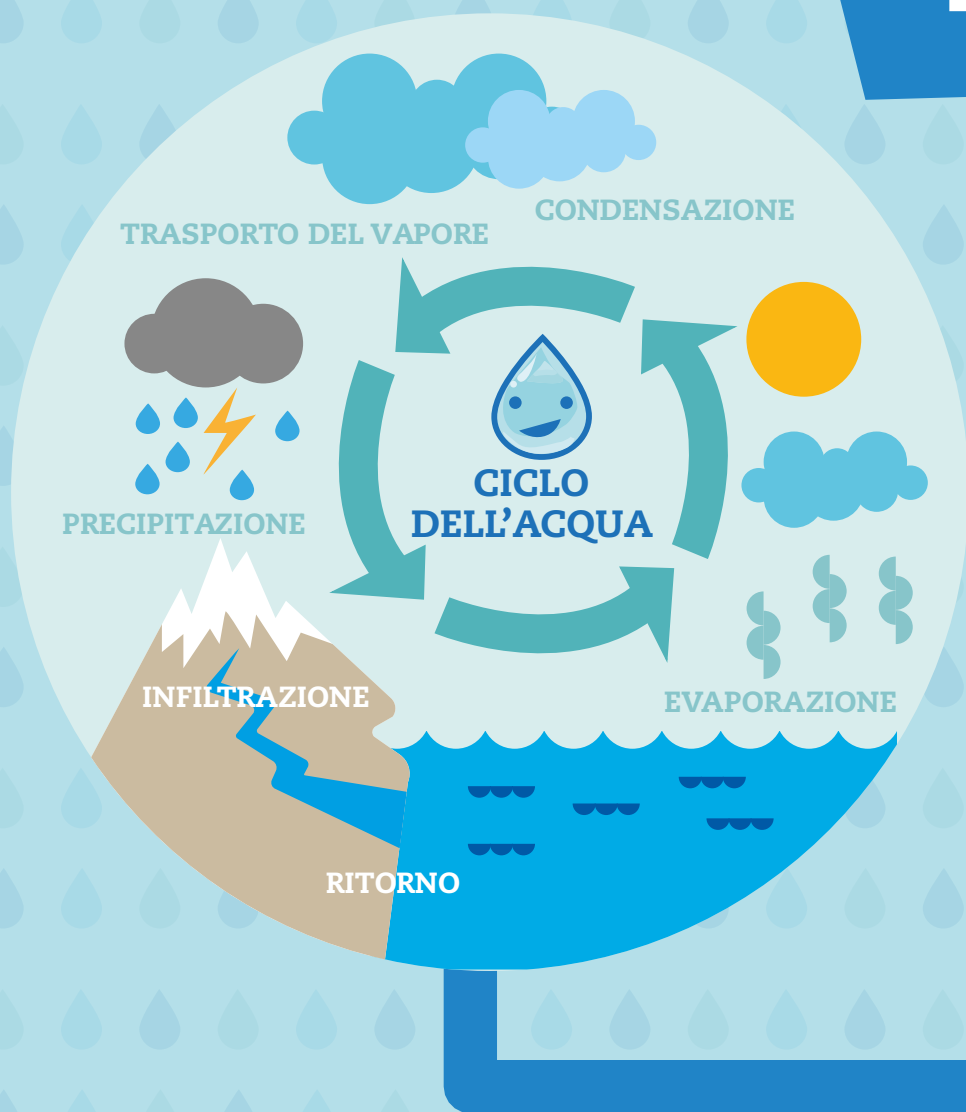 CONDENSAZIONE
TRASPORTO DEL VAPORE
CICLO
DELL’ACQUA
PRECIPITAZIONE
INFILTRAZIONE
EVAPORAZIONE
RITORNO